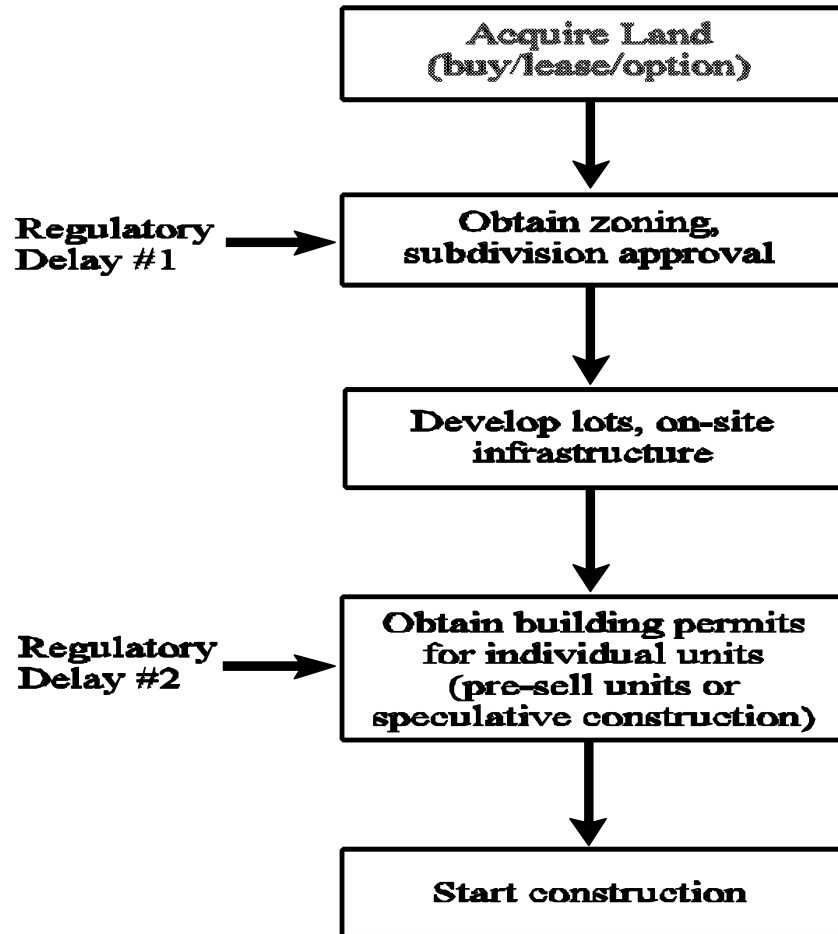 Acquire Land
(buy/lease/option)
Regulatory
Delay #1
Obtain zoning,
subdivision approval
Develop lots, on-site
infrastructure
Regulatory
Delay #2
Obtain building permits
for individual units
(pre-sell units or
speculative construction)
Start construction